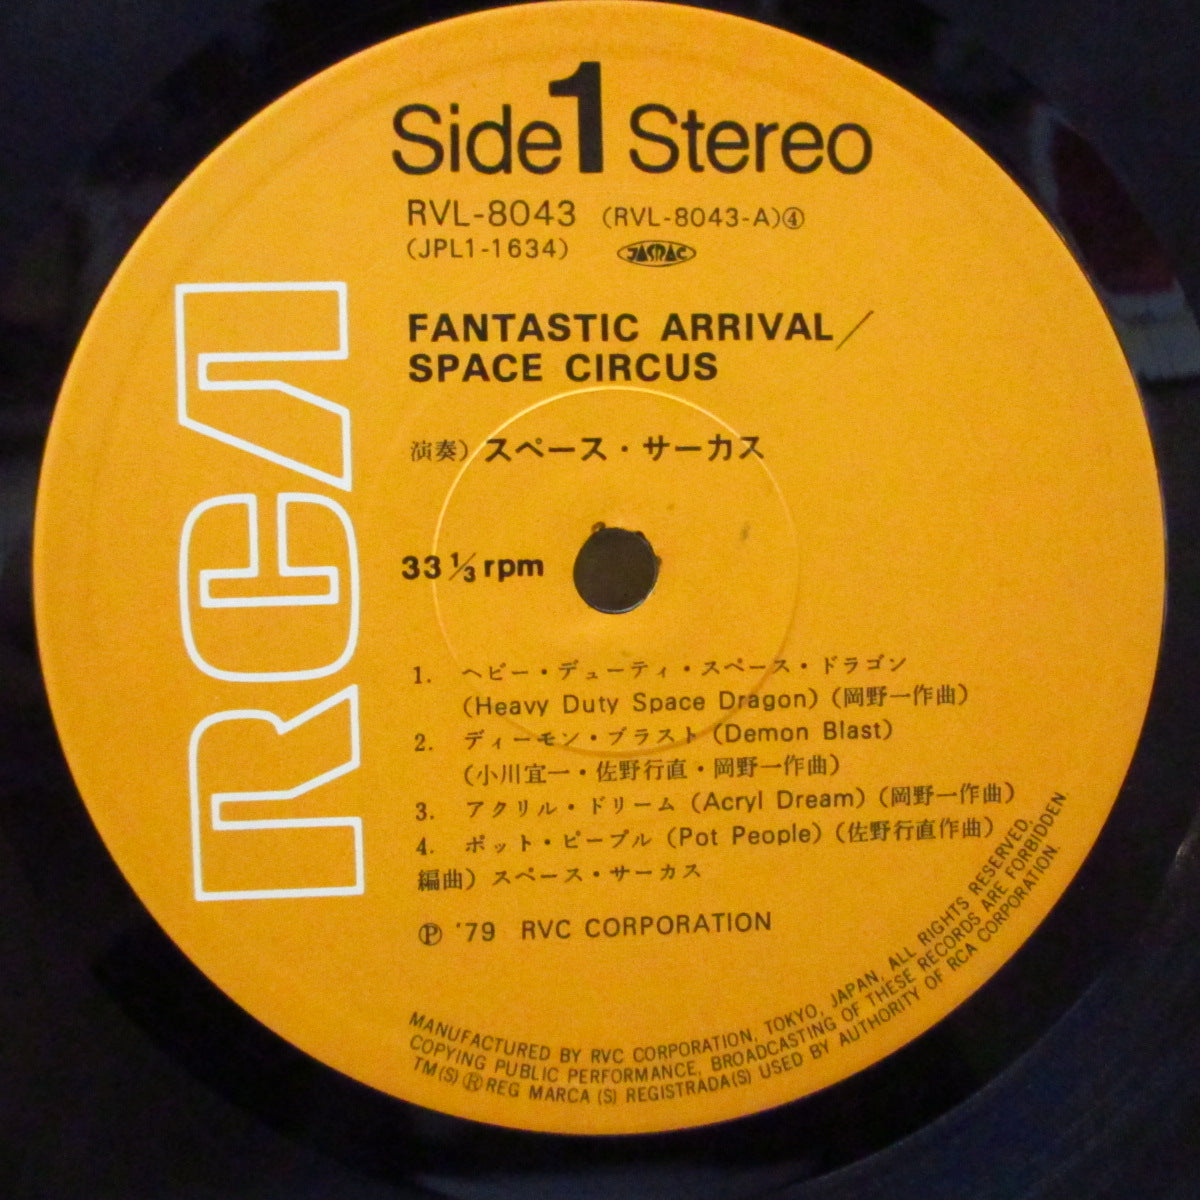 Side 1 Stereo
RVL-8043 (RVL-8043-A)④
(JPL1-1634) JASRAC
FANTASTIC ARRIVAL/
SPACE CIRCUS
演奏) スペース・サーカス
33 1/3 rpm
1. ヘビー・デューティ・スペース・ドラゴン
(Heavy Duty Space Dragon) (岡野一作曲)
2. ディーモン・ブラスト (Demon Blast)
(小川宜一・佐野行直・岡野一作曲)
3. アクリル・ドリーム (Acryl Dream) (岡野一作曲)
4. ポット・ピープル (Pot People) (佐野行直作曲)
編曲) スペース・サーカス
Ⓟ '79 RVC CORPORATION
MANUFACTURED BY RVC CORPORATION, TOKYO, JAPAN, ALL RIGHTS RESERVED,
COPYING PUBLIC PERFORMANCE, BROADCASTING OF THESE RECORDS ARE FORBIDDEN.
TM(S) ® REG MARCA (S) REGISTRADA(S) USED BY AUTHORITY OF RCA CORPORATION.
RCA